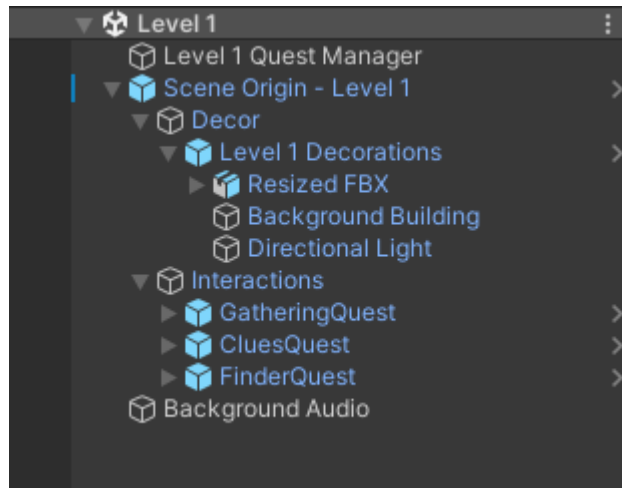 Level 1
Level 1 Quest Manager
Scene Origin - Level 1
Decor
Level 1 Decorations
Resized FBX
Background Building
Directional Light
Interactions
GatheringQuest
CluesQuest
FinderQuest
Background Audio